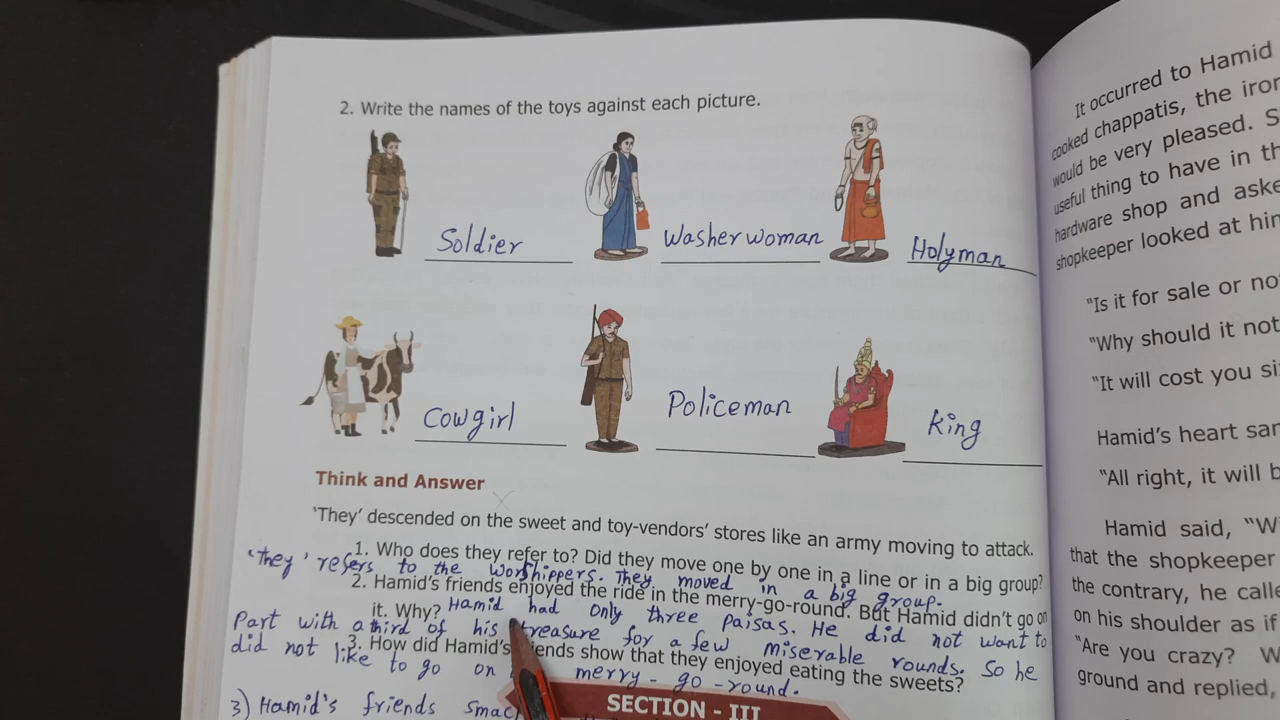 2. Write the names of the toys against each picture.
Soldier
Washerwoman
Holyman
Cowgirl
Policeman
King
Think and Answer
'They' descended on the sweet and toy-vendors' stores like an army moving to attack.
1. Who does they refer to? Did they move one by one in a line or in a big group?
'they' refers to the worshippers. They moved in a big group.
2. Hamid's friends enjoyed the ride in the merry-go-round. But Hamid didn't go on
it. Why? Hamid had only three paisas. He did not want to
Part with a third of his treasure for a few miserable rounds. So he
3. How did Hamid's friends show that they enjoyed eating the sweets?
did not like to go on merry-go-round.
3) Hamid's friends
SECTION - III
It occurred to Hamid
cooked chappatis, the
would be very pleased.
useful thing to have in
hardware shop and
shopkeeper looked at
"Is it for sale or
"Why should it
"It will cost you
Hamid's heart
"All right, it will
Hamid said,
that the shopkeeper
the contrary, he
on his shoulder as if
"Are you crazy?
ground and replied,